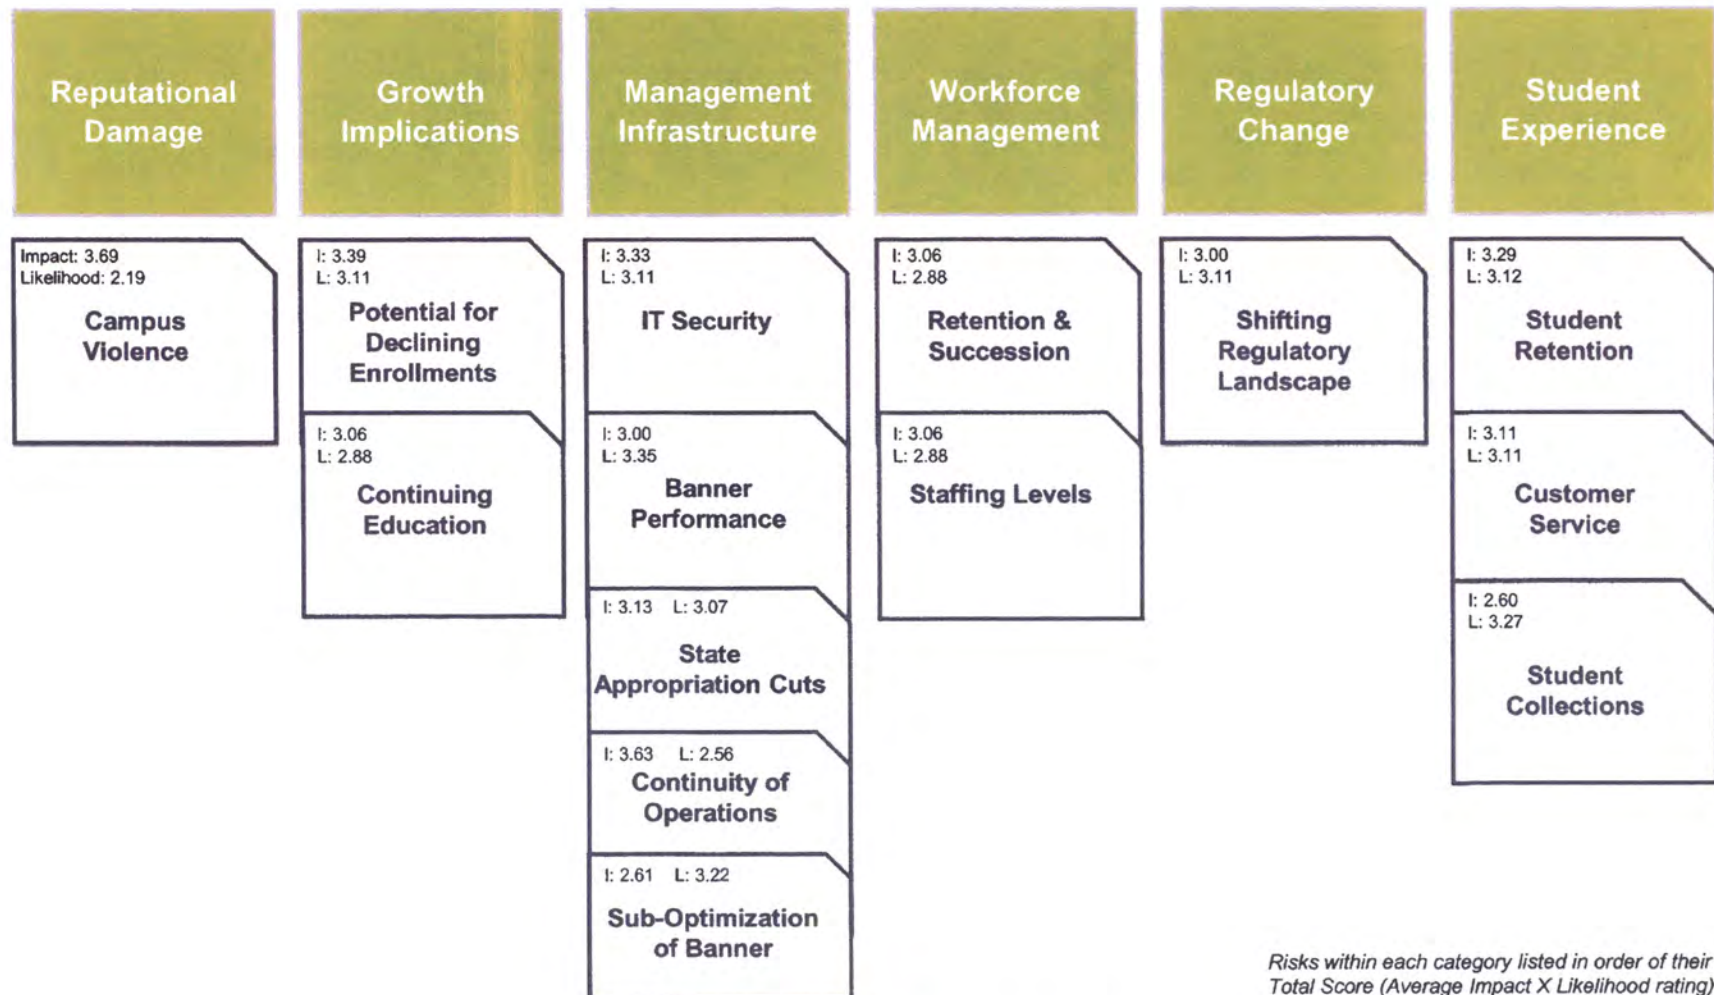 Reputational
Damage
Growth
Implications
Management
Infrastructure
Workforce
Management
Regulatory
Change
Student
Experience
Impact: 3.69
Likelihood: 2.19
Campus
Violence
I: 3.39
L: 3.11
Potential for
Declining
Enrollments
I: 3.06
L: 2.88
Continuing
Education
I: 3.33
L: 3.11
IT Security
I: 3.00
L: 3.35
Banner
Performance
I: 3.13 L: 3.07
State
Appropriation Cuts
I: 3.63 L: 2.56
Continuity of
Operations
I: 2.61 L: 3.22
Sub-Optimization
of Banner
I: 3.06
L: 2.88
Retention &
Succession
I: 3.06
L: 2.88
Staffing Levels
I: 3.00
L: 3.11
Shifting
Regulatory
Landscape
I: 3.29
L: 3.12
Student
Retention
I: 3.11
L: 3.11
Customer
Service
I: 2.60
L: 3.27
Student
Collections
Risks within each category listed in order of their
Total Score (Average Impact X Likelihood rating)